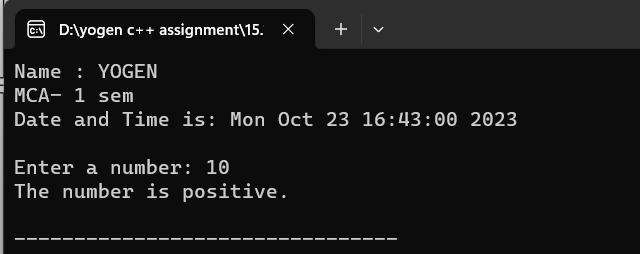 D:\yogen c++ assignment\15.
Name : YOGEN
MCA- 1 sem
Date and Time is: Mon Oct 23 16:43:00 2023
Enter a number: 10
The number is positive.
--------------------------------